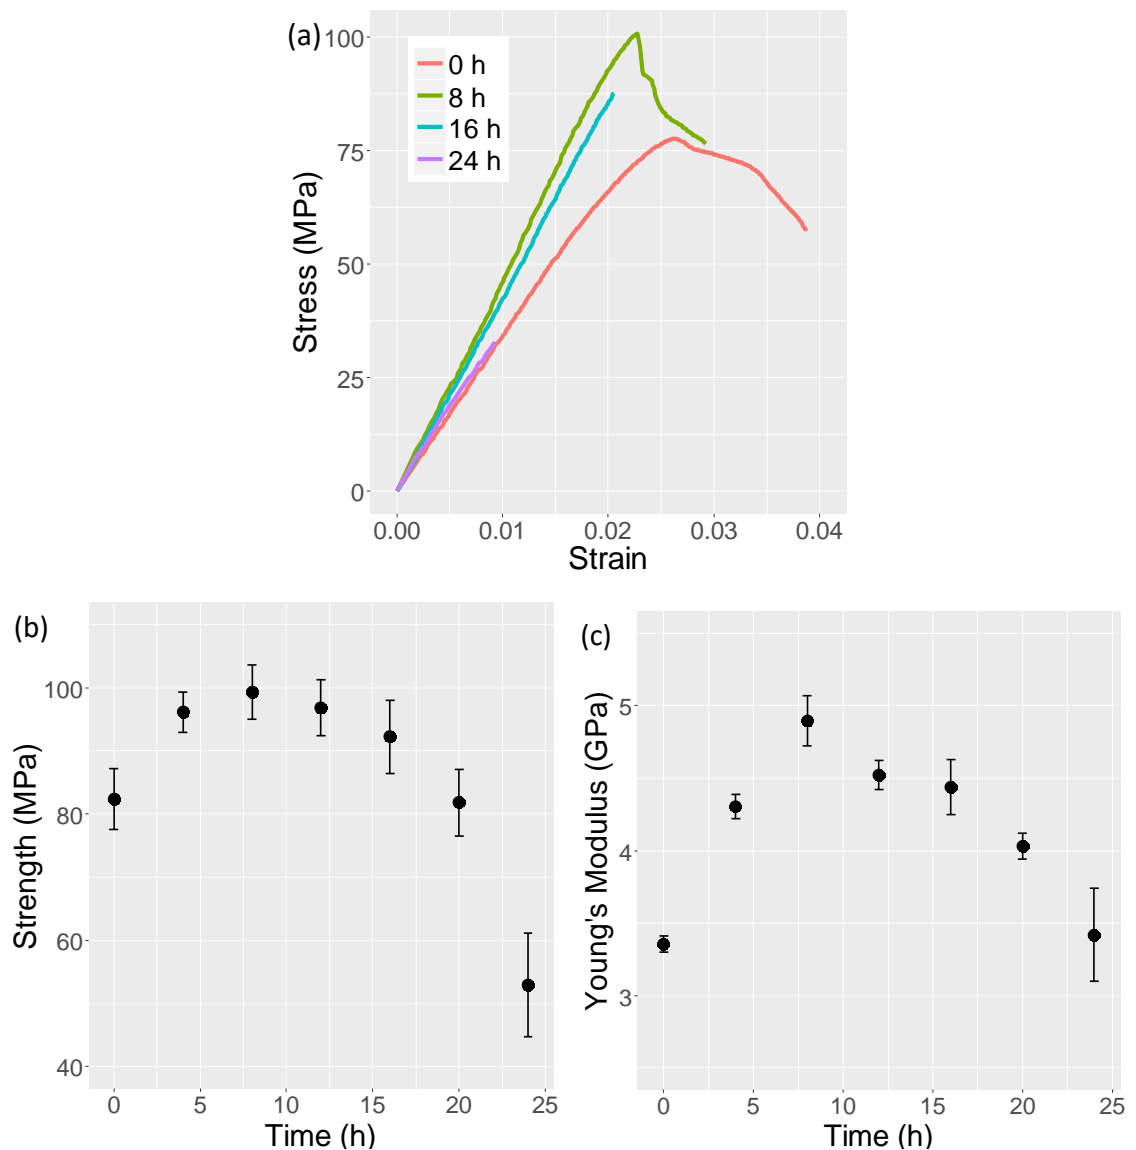 (a)
Stress (MPa)
100
75
50
25
0
0 h
8 h
16 h
24 h
0.00 0.01 0.02 0.03 0.04
Strain
(b)
Strength (MPa)
100
80
60
40
0 5 10 15 20 25
Time (h)
(c)
Young's Modulus (GPa)
5
4
3
0 5 10 15 20 25
Time (h)